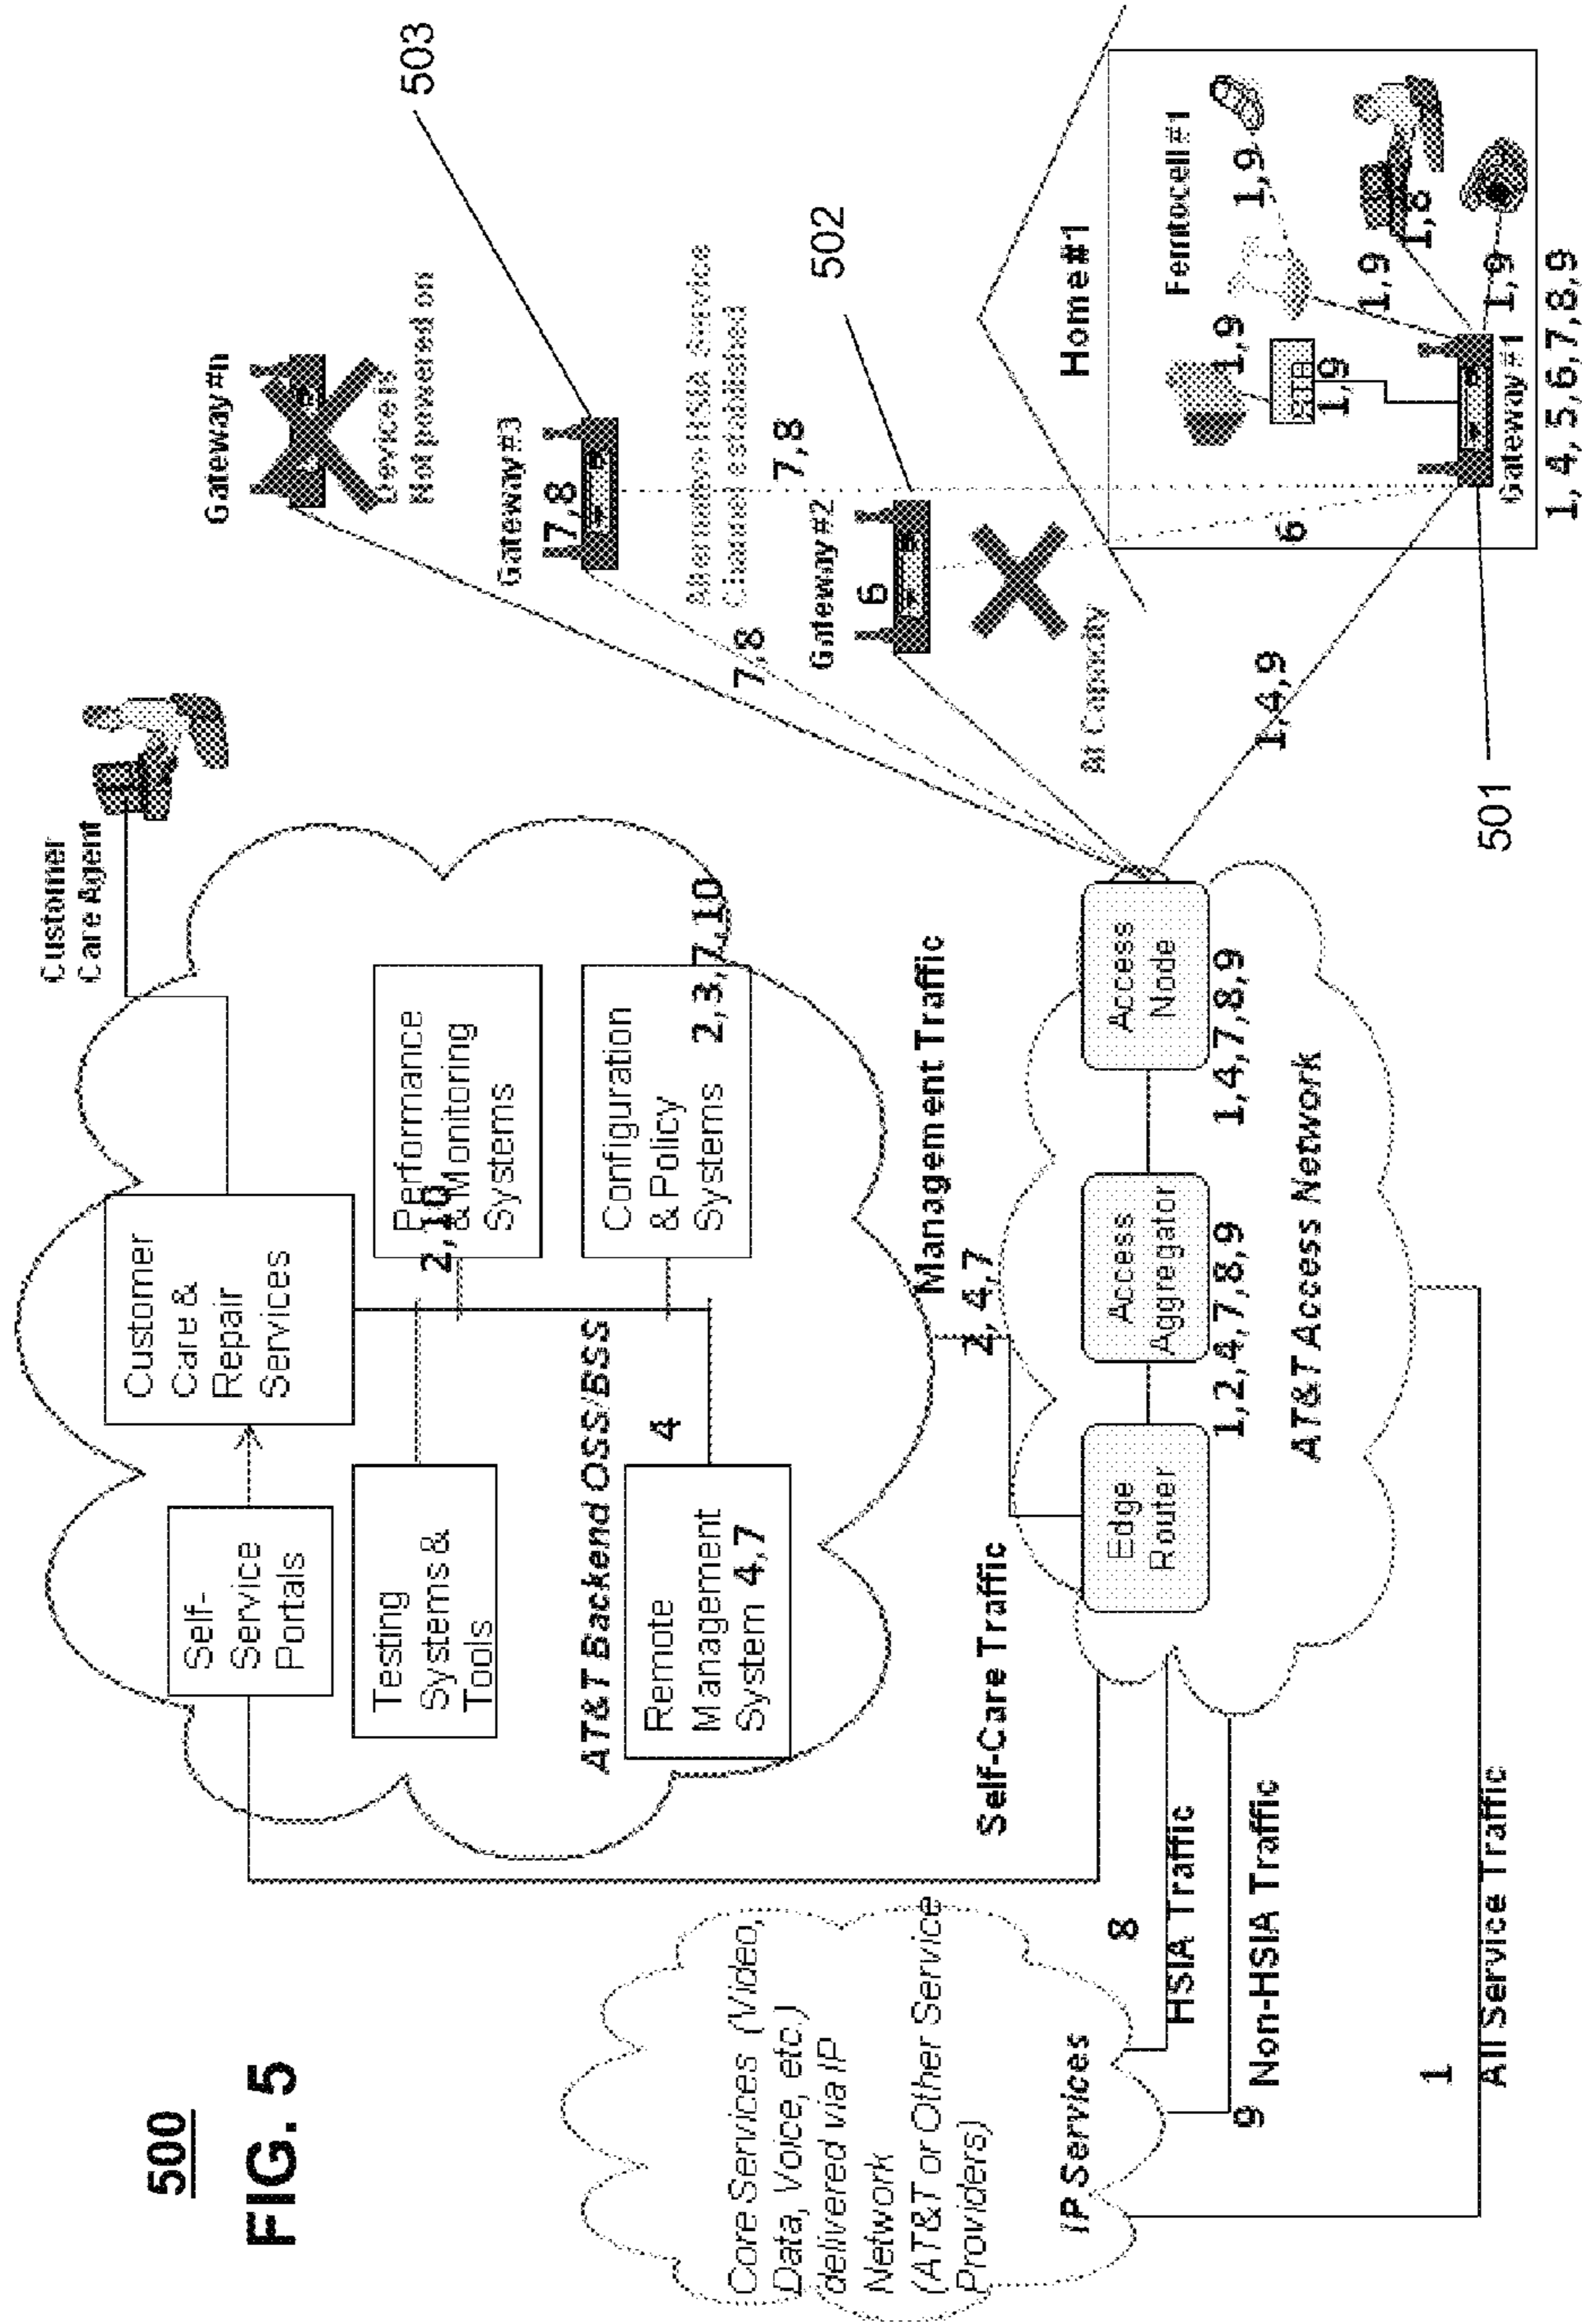 500
FIG. 5
Customer
Care Agent
Self-
Service
Portals
Customer
Care &
Repair
Services
Testing
Systems &
Tools
2,10
Performance
& Monitoring
Systems
AT&T Backend OSS/BSS
4
Remote
Management
System 4,7
Configuration
& Policy
Systems 2,3,7,10
Management Traffic
2,4,7
Self-Care Traffic
Core Services (Video,
Data, Voice, etc.)
delivered via IP
Network
(AT&T or Other Service
Providers)
IP Services
8
HSIA Traffic
9
Non-HSIA Traffic
1
All Service Traffic
Edge
Router
Access
Aggregator
1,2,4,7,8,9
Access
Node
1,4,7,8,9
AT&T Access Network
Gateway #n
Device is
Not powered on
503
Gateway #3
7,8
Alternative HSIA Service
Channel established
7,8
7,8
502
Gateway #2
6
At Capacity
6
1,4,9
501
Home #1
Femtocell #1
1,9
1,9
1,9
1,9
1,8
1,9
Gateway #1
1, 4, 5,6,7,8,9